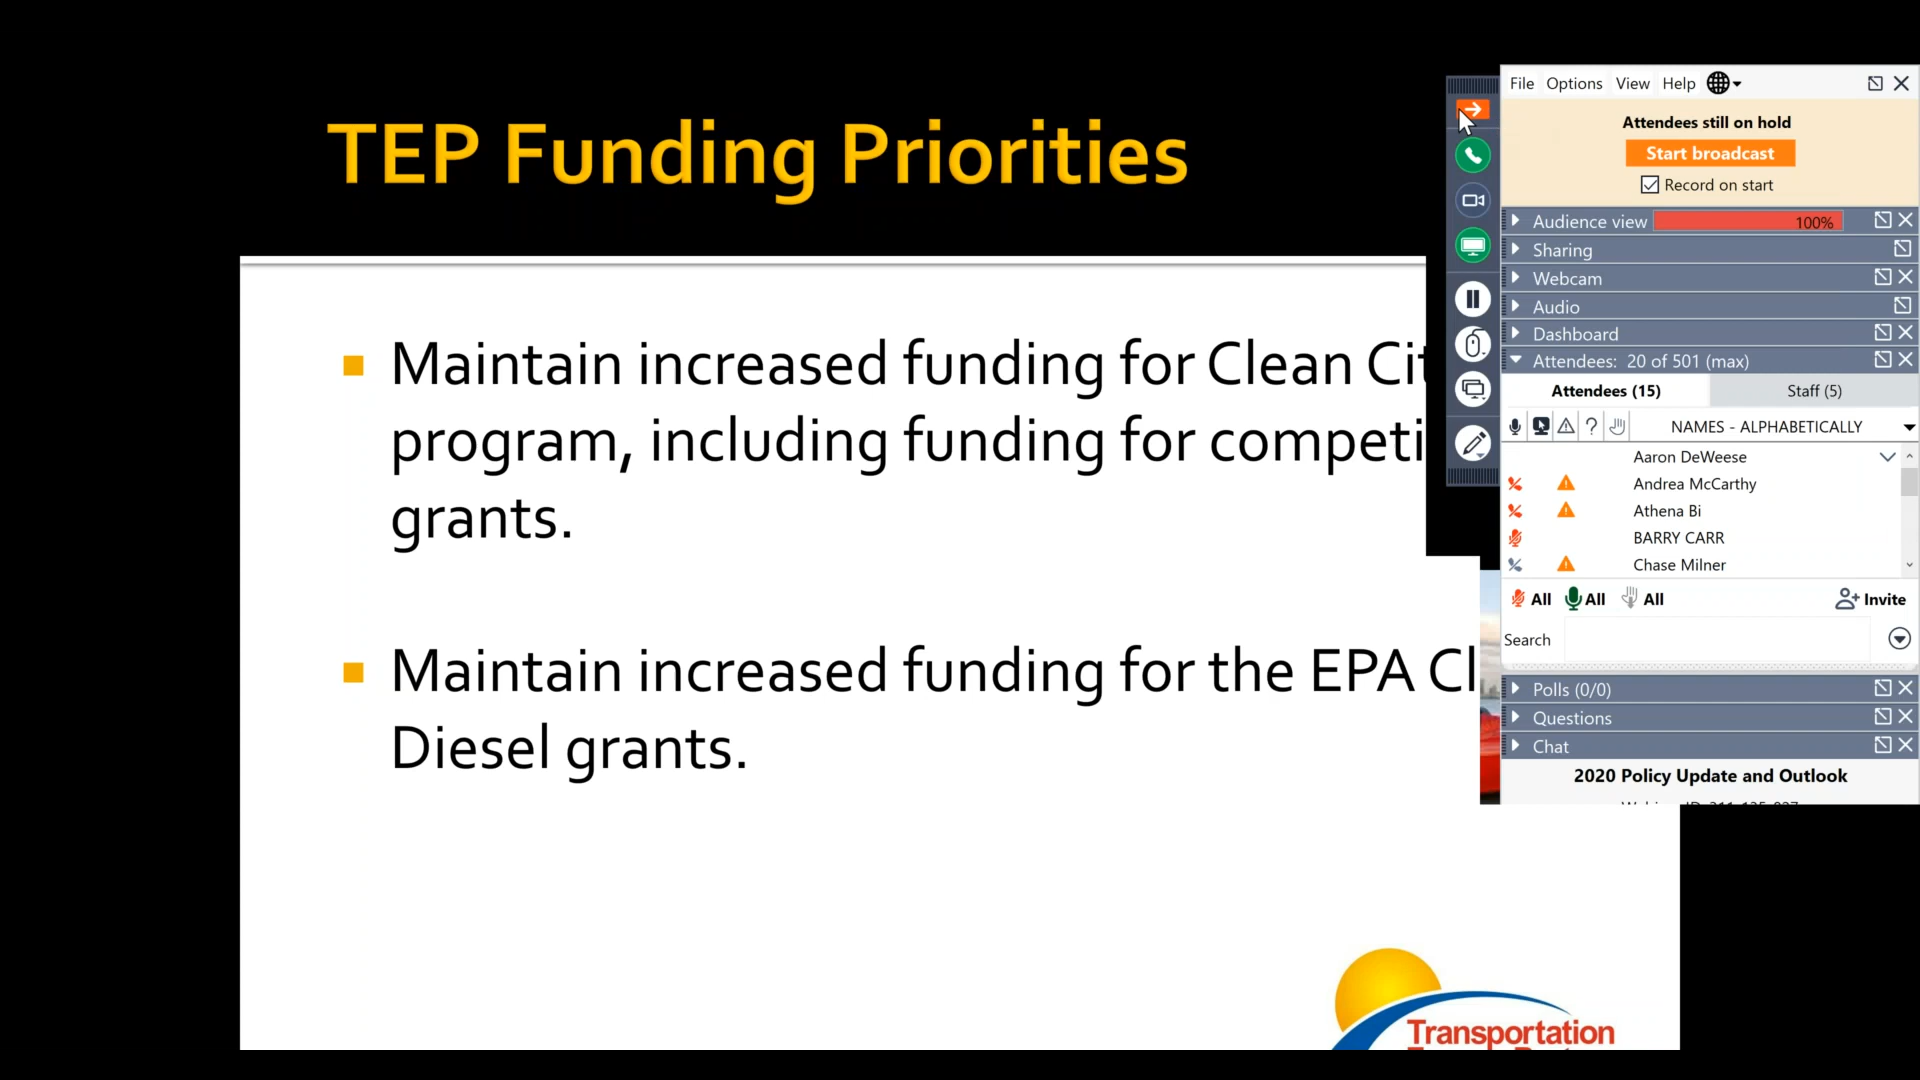 TEP Funding Priorities
Maintain increased funding for Clean Cit
program, including funding for competi
grants.
Maintain increased funding for the EPA Cl
Diesel grants.
Transportation
File Options View Help
Attendees still on hold
Start broadcast
Record on start
Audience view 100%
Sharing
Webcam
Audio
Dashboard
Attendees: 20 of 501 (max)
Attendees (15) Staff (5)
NAMES - ALPHABETICALLY
Aaron DeWeese
Andrea McCarthy
Athena Bi
BARRY CARR
Chase Milner
All All All Invite
Search
Polls (0/0)
Questions
Chat
2020 Policy Update and Outlook